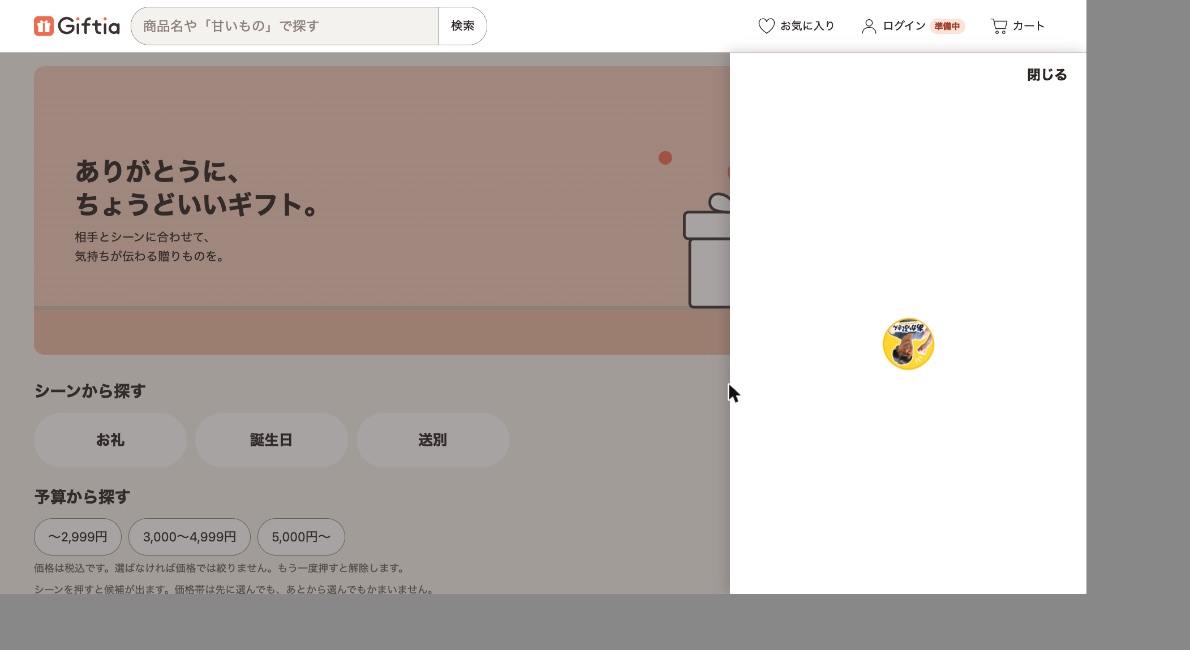 Giftia
商品名や「甘いもの」で探す
検索
お気に入り
ログイン 準備中
カート
閉じる
ありがとうに、
ちょうどいいギフト。
相手とシーンに合わせて、
気持ちが伝わる贈りものを。
シーンから探す
お礼
誕生日
送別
予算から探す
〜2,999円
3,000〜4,999円
5,000円〜
価格は税込です。選ばなければ価格では絞りません。もう一度押すと解除します。
シーンを押すと候補が出ます。価格帯は先に選んでも、あとから選んでもかまいません。